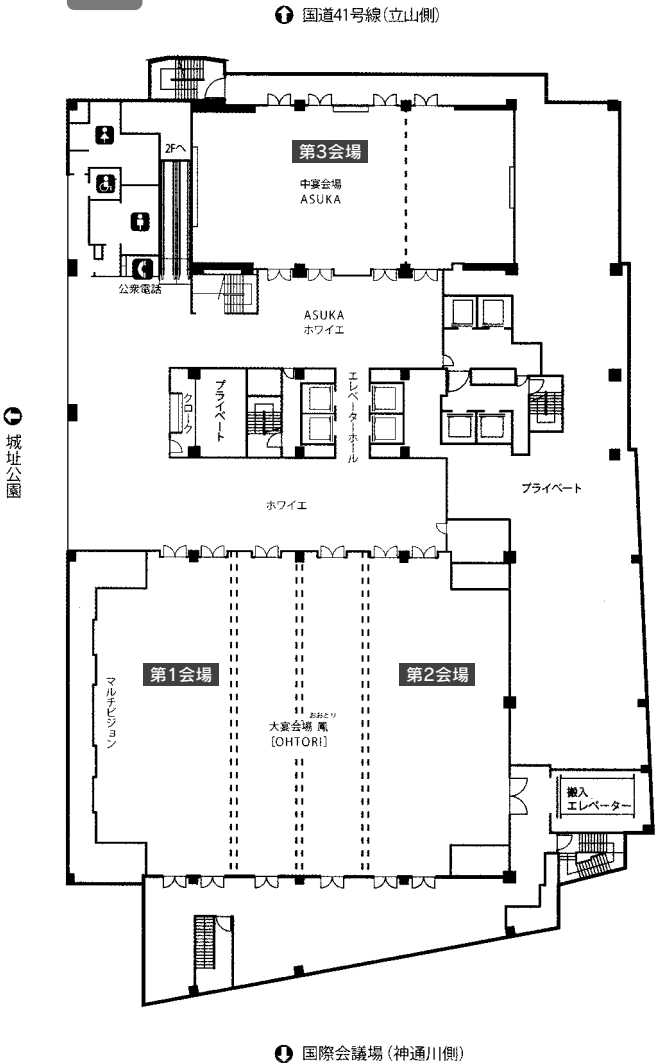 国道41号線(立山側)
2Fへ
第3会場
中宴会場
ASUKA
公衆電話
ASUKA
ホワイエ
クローク
プライベート
エレベーターホール
城址公園
プライベート
ホワイエ
第1会場
第2会場
マルチビジョン
おおとり
大宴会場 鳳
[OHTORI]
搬入
エレベーター
国際会議場(神通川側)